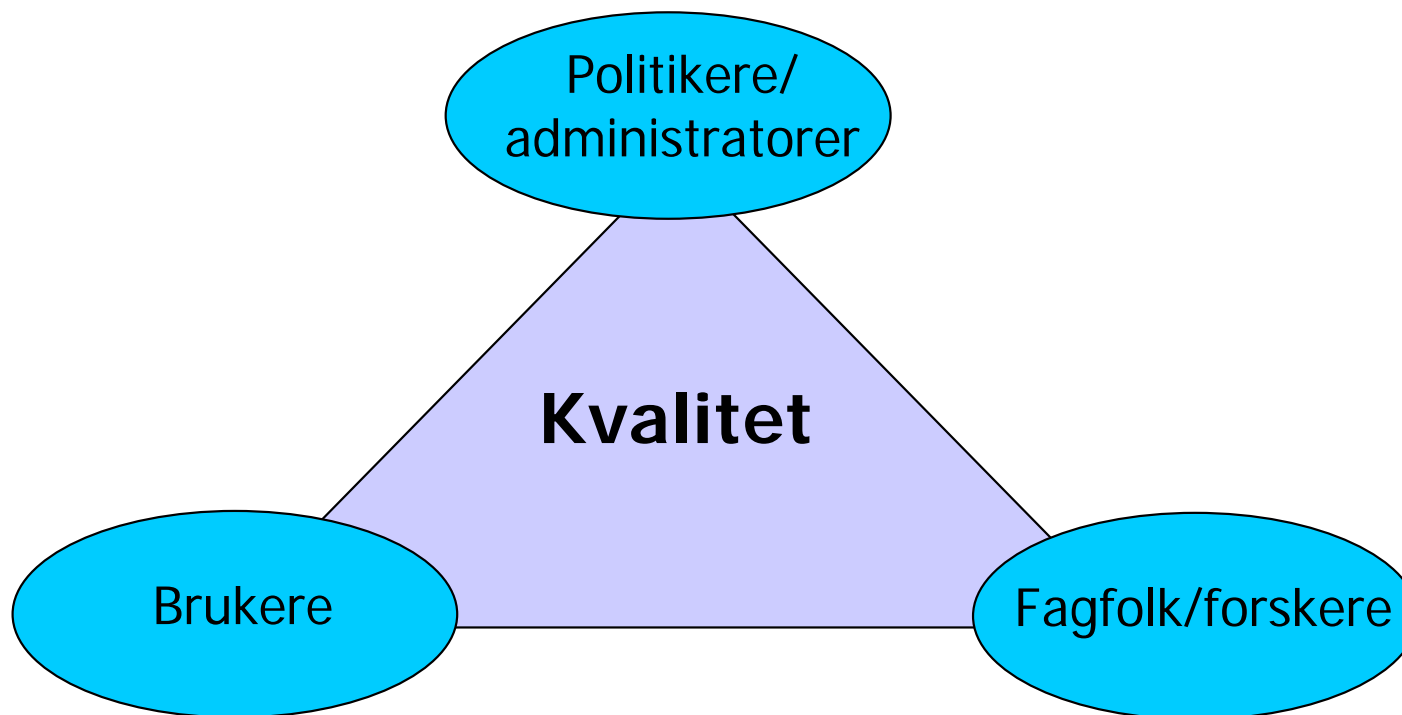 Politikere/
administratorer
Kvalitet
Brukere
Fagfolk/forskere